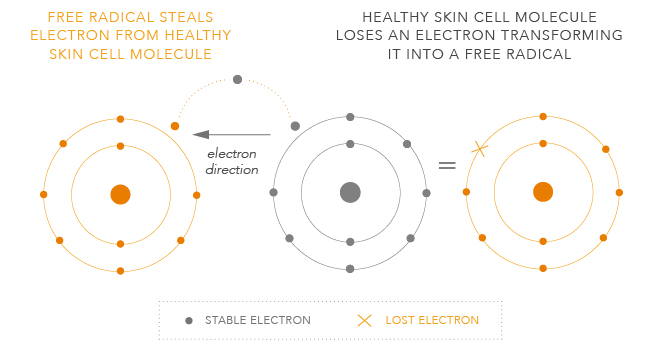 FREE RADICAL STEALS
ELECTRON FROM HEALTHY
SKIN CELL MOLECULE
HEALTHY SKIN CELL MOLECULE
LOSES AN ELECTRON TRANSFORMING
IT INTO A FREE RADICAL
electron
direction
=
STABLE ELECTRON
LOST ELECTRON